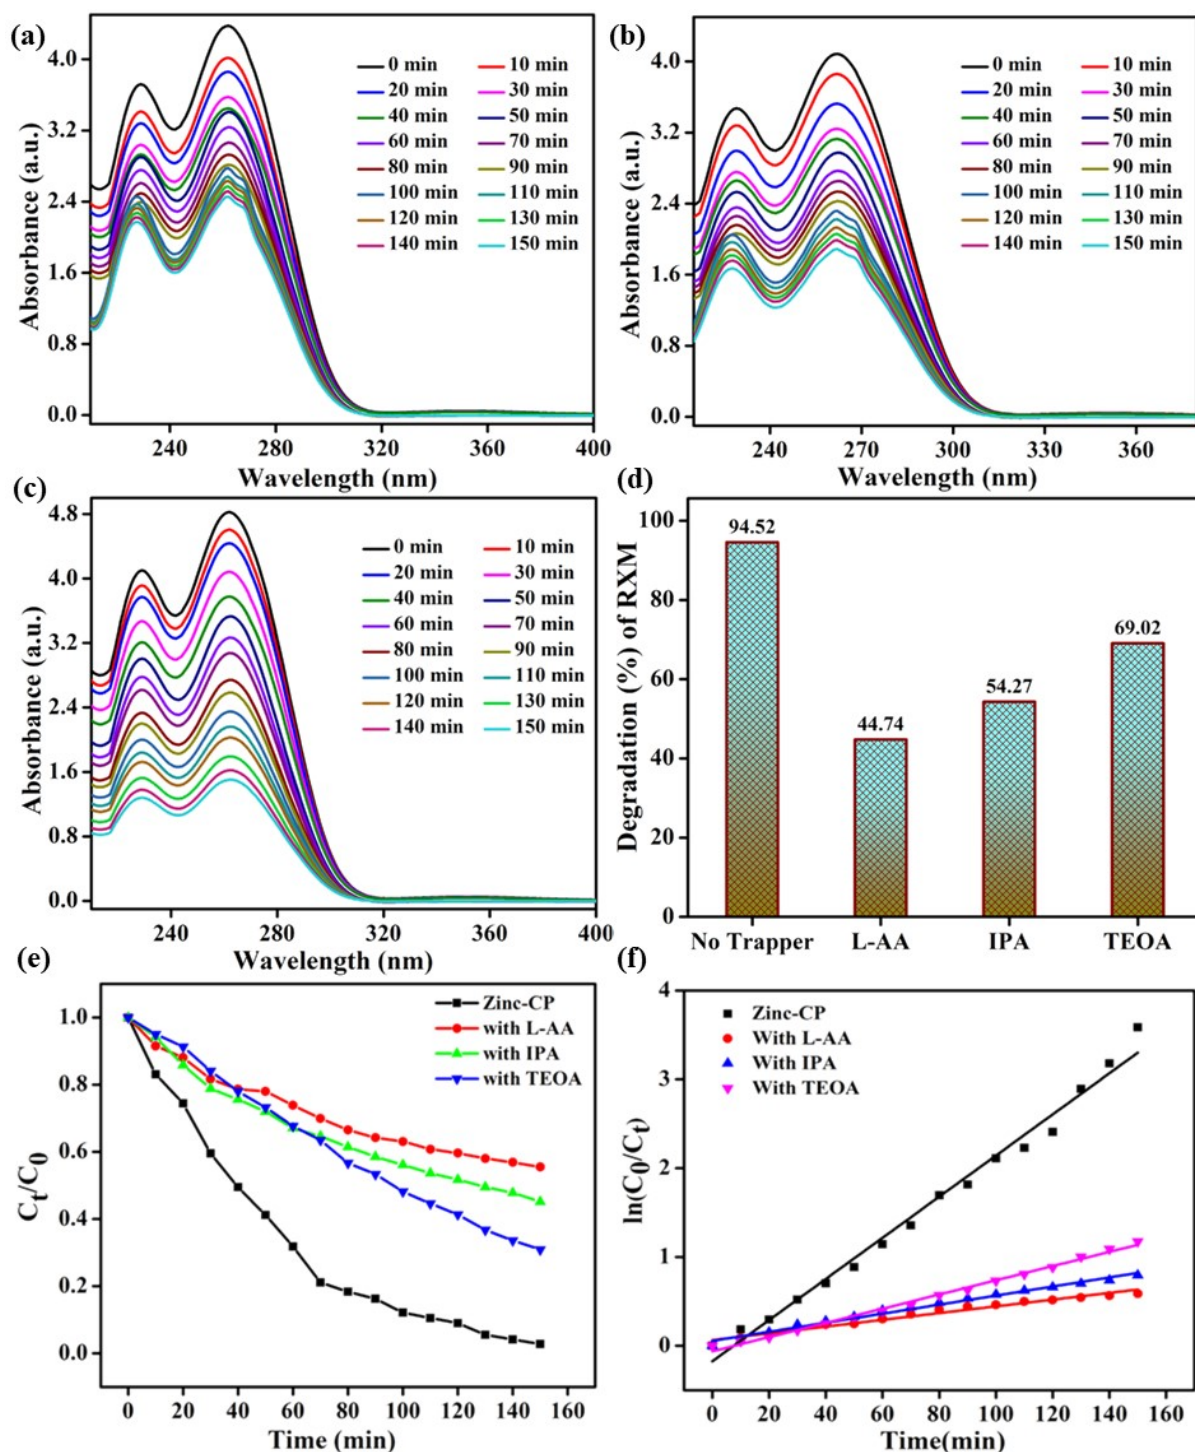 (a)
0 min 10 min
20 min 30 min
40 min 50 min
60 min 70 min
80 min 90 min
100 min 110 min
120 min 130 min
140 min 150 min
4.0
3.2
2.4
1.6
0.8
0.0
Absorbance (a.u.)
240 280 320 360 400
Wavelength (nm)
(b)
0 min 10 min
20 min 30 min
40 min 50 min
60 min 70 min
80 min 90 min
100 min 110 min
120 min 130 min
140 min 150 min
4.0
3.2
2.4
1.6
0.8
0.0
Absorbance (a.u.)
240 270 300 330 360
Wavelength (nm)
(c)
0 min 10 min
20 min 30 min
40 min 50 min
60 min 70 min
80 min 90 min
100 min 110 min
120 min 130 min
140 min 150 min
4.8
4.0
3.2
2.4
1.6
0.8
0.0
Absorbance (a.u.)
240 280 320 360 400
Wavelength (nm)
(d)
100
80
60
40
20
0
Degradation (%) of RXM
94.52
44.74
54.27
69.02
No Trapper L-AA IPA TEOA
(e)
Zinc-CP
with L-AA
with IPA
with TEOA
1.0
0.8
0.6
0.4
0.2
0.0
Ct/C0
0 20 40 60 80 100 120 140 160
Time (min)
(f)
Zinc-CP
With L-AA
With IPA
With TEOA
4
3
2
1
0
ln(C0/Ct)
0 20 40 60 80 100 120 140 160
Time(min)